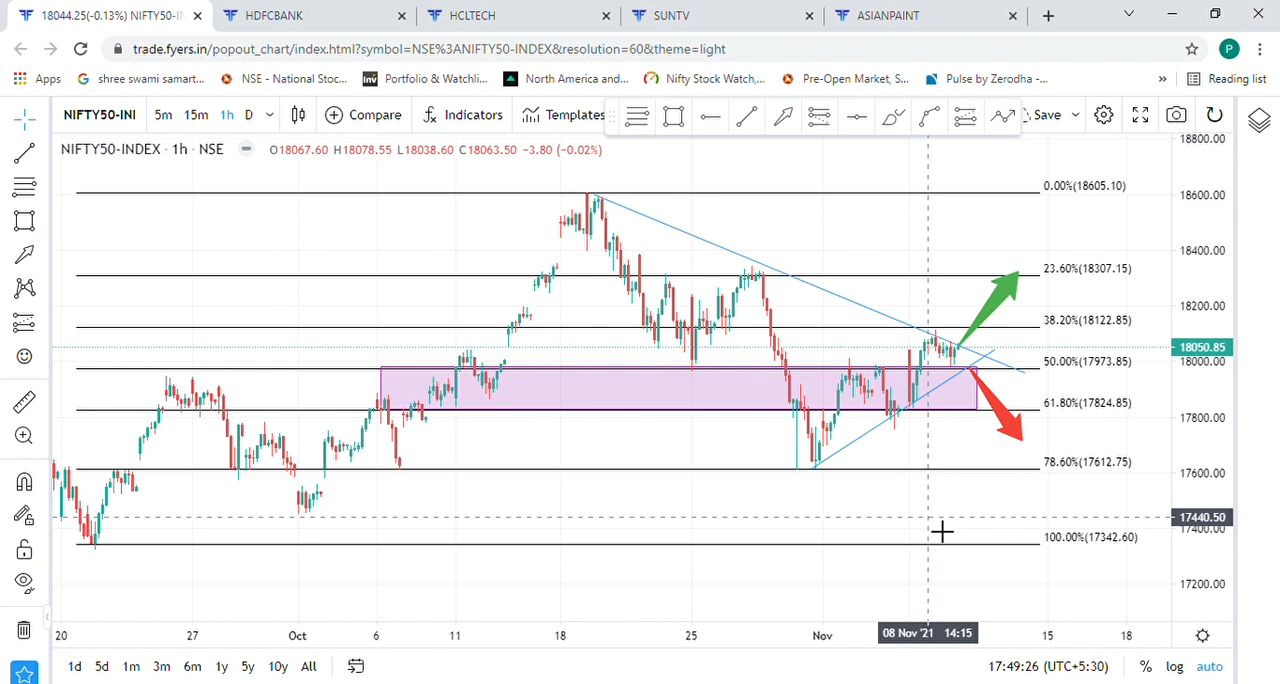 18044.25(-0.13%) NIFTY50-IN
HDFCBANK
HCLTECH
SUNTV
ASIANPAINT
trade.fyers.in/popout_chart/index.html?symbol=NSE%3ANIFTY50-INDEX&resolution=60&theme=light
P
Apps
shree swami samart...
NSE - National Stoc...
Inv
Portfolio & Watchli...
North America and...
Nifty Stock Watch,...
Pre-Open Market, S...
Pulse by Zerodha -...
»
Reading list
NIFTY50-INI
5m 15m 1h D
Compare
Indicators
Templates
Save
NIFTY50-INDEX · 1h · NSE
O18067.60 H18078.55 L18038.60 C18063.50 −3.80 (−0.02%)
0.00%(18605.10)
23.60%(18307.15)
38.20%(18122.85)
50.00%(17973.85)
61.80%(17824.85)
78.60%(17612.75)
100.00%(17342.60)
18800.00
18600.00
18400.00
18200.00
18050.85
18000.00
17800.00
17600.00
17440.50
17400.00
17200.00
20 27 Oct 6 11 18 25 Nov 08 Nov '21 14:15 15 18
1d 5d 1m 3m 6m 1y 5y 10y All
17:49:26 (UTC+5:30)
% log auto